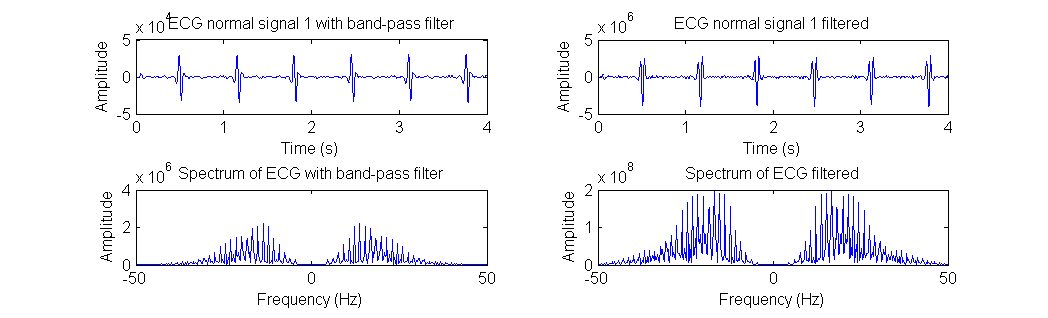 x 10^4 ECG normal signal 1 with band-pass filter
5
0
-5
Amplitude
0 1 2 3 4
Time (s)
x 10^6 ECG normal signal 1 filtered
5
0
-5
Amplitude
0 1 2 3 4
Time (s)
x 10^6 Spectrum of ECG with band-pass filter
4
2
0
Amplitude
-50 0 50
Frequency (Hz)
x 10^8 Spectrum of ECG filtered
2
1
0
Amplitude
-50 0 50
Frequency (Hz)